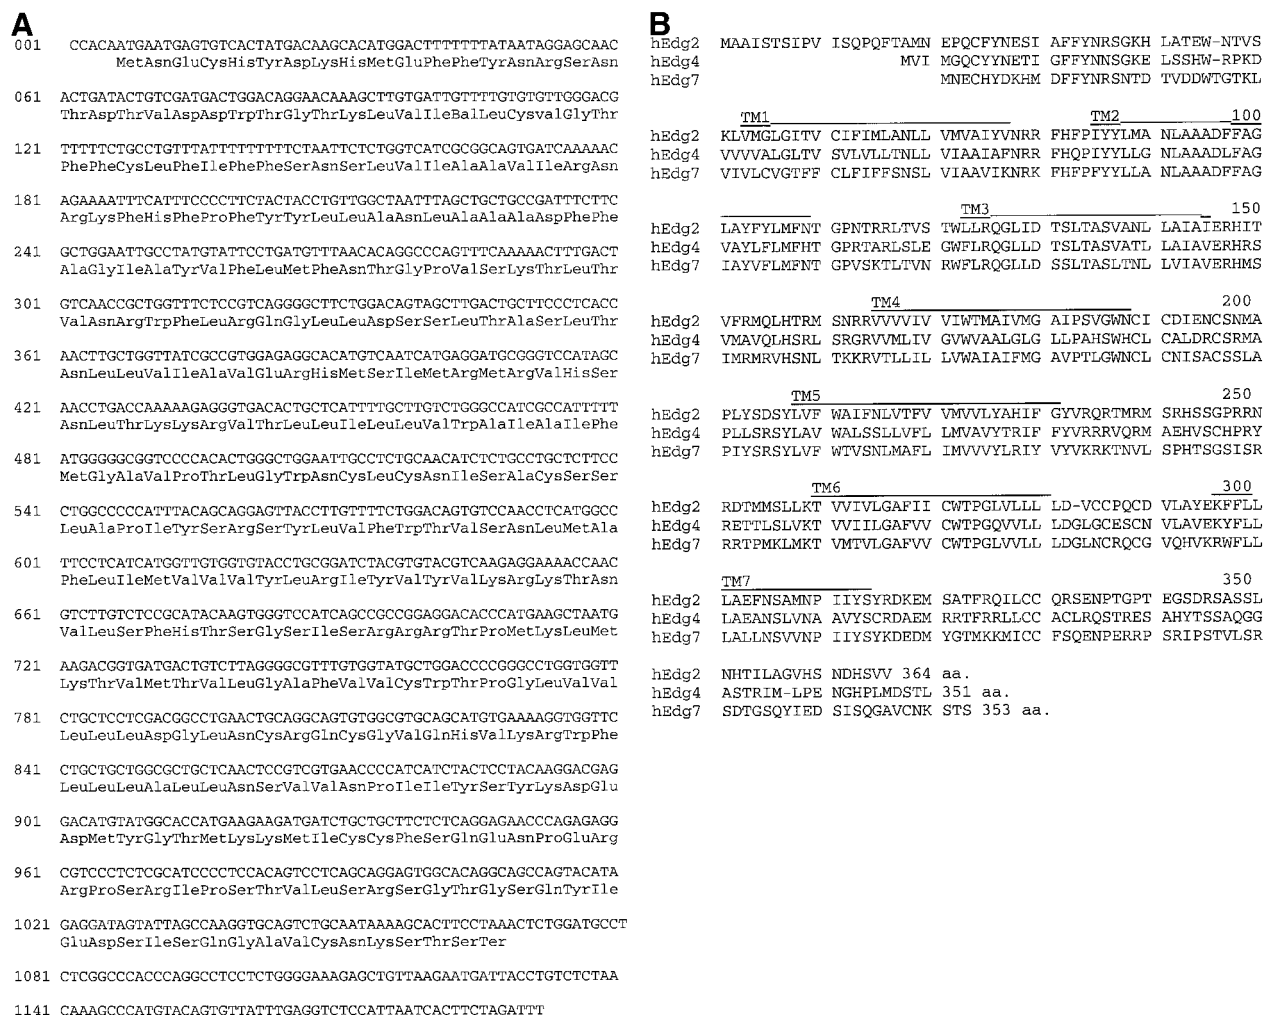 A
001 CCACAATGAATGAGTGTCACTATGACAAGCACATGGACTTTTTTTATAATAGGAGCAAC
MetAsnGluCysHisTyrAspLysHisMetGluPhePheTyrAsnArgSerAsn
061 ACTGATACTGTCGATGACTGGACAGGAACAAAGCTTGTGATTGTTTTGTGTGTTGGGACG
ThrAspThrValAspAspTrpThrGlyThrLysLeuValIleBalLeuCysvalGlyThr
121 TTTTTCTGCCTGTTTATTTTTTTTTCTAATTCTCTGGTCATCGCGGCAGTGATCAAAAAC
PhePheCysLeuPheIlePhePheSerAsnSerLeuValIleAlaAlaValIleArgAsn
181 AGAAAATTTCATTTCCCCTTCTACTACCTGTTGGCTAATTTAGCTGCTGCCGATTTCTTC
ArgLysPheHisPheProPheTyrTyrLeuLeuAlaAsnLeuAlaAlaAlaAspPhePhe
241 GCTGGAATTGCCTATGTATTCCTGATGTTTAACACAGGCCCAGTTTCAAAAACTTTGACT
AlaGlyIleAlaTyrValPheLeuMetPheAsnThrGlyProValSerLysThrLeuThr
301 GTCAACCGCTGGTTTCTCCGTCAGGGGCTTCTGGACAGTAGCTTGACTGCTTCCCTCACC
ValAsnArgTrpPheLeuArgGlnGlyLeuLeuAspSerSerLeuThrAlaSerLeuThr
361 AACTTGCTGGTTATCGCCGTGGAGAGGCACATGTCAATCATGAGGATGCGGGTCCATAGC
AsnLeuLeuValIleAlaValGluArgHisMetSerIleMetArgMetArgValHisSer
421 AACCTGACCAAAAAGAGGGTGACACTGCTCATTTTGCTTGTCTGGGCCATCGCCATTTTT
AsnLeuThrLysLysArgValThrLeuLeuIleLeuLeuValTrpAlaIleAlaIlePhe
481 ATGGGGGCGGTCCCCACACTGGGCTGGAATTGCCTCTGCAACATCTCTGCCTGCTCTTCC
MetGlyAlaValProThrLeuGlyTrpAsnCysLeuCysAsnIleSerAlaCysSerSer
541 CTGGCCCCCATTTACAGCAGGAGTTACCTTGTTTTCTGGACAGTGTCCAACCTCATGGCC
LeuAlaProIleTyrSerArgSerTyrLeuValPheTrpThrValSerAsnLeuMetAla
601 TTCCTCATCATGGTTGTGGTGTACCTGCGGATCTACGTGTACGTCAAGAGGAAAACCAAC
PheLeuIleMetValValValTyrLeuArgIleTyrValTyrValLysArgLysThrAsn
661 GTCTTGTCTCCGCATACAAGTGGGTCCATCAGCCGCCGGAGGACACCCATGAAGCTAATG
ValLeuSerPheHisThrSerGlySerIleSerArgArgArgThrProMetLysLeuMet
721 AAGACGGTGATGACTGTCTTAGGGGCGTTTGTGGTATGCTGGACCCCGGGCCTGGTGGTT
LysThrValMetThrValLeuGlyAlaPheValValCysTrpThrProGlyLeuValVal
781 CTGCTCCTCGACGGCCTGAACTGCAGGCAGTGTGGCGTGCAGCATGTGAAAAGGTGGTTC
LeuLeuLeuAspGlyLeuAsnCysArgGlnCysGlyValGlnHisValLysArgTrpPhe
841 CTGCTGCTGGCGCTGCTCAACTCCGTCGTGAACCCCATCATCTACTCCTACAAGGACGAG
LeuLeuLeuAlaLeuLeuAsnSerValValAsnProIleIleTyrSerTyrLysAspGlu
901 GACATGTATGGCACCATGAAGAAGATGATCTGCTGCTTCTCTCAGGAGAACCCAGAGAGG
AspMetTyrGlyThrMetLysLysMetIleCysCysPheSerGlnGluAsnProGluArg
961 CGTCCCTCTCGCATCCCCTCCACAGTCCTCAGCAGGAGTGGCACAGGCAGCCAGTACATA
ArgProSerArgIleProSerThrValLeuSerArgSerGlyThrGlySerGlnTyrIle
1021 GAGGATAGTATTAGCCAAGGTGCAGTCTGCAATAAAAGCACTTCCTAAACTCTGGATGCCT
GluAspSerIleSerGlnGlyAlaValCysAsnLysSerThrSerTer
1081 CTCGGCCCACCCAGGCCTCCTCTGGGGAAAGAGCTGTTAAGAATGATTACCTGTCTCTAA
1141 CAAAGCCCATGTACAGTGTTATTTGAGGTCTCCATTAATCACTTCTAGATTT
B
hEdg2 MAAISTSIPV ISQPQFTAMN EPQCFYNESI AFFYNRSGKH LATEW-NTVS
hEdg4 MVI MGQCYYNETI GFFYNNSGKE LSSHW-RPKD
hEdg7 MNECHYDKHM DFFYNRSNTD TVDDWTGTKL
TM1 TM2 100
hEdg2 KLVMGLGITV CIFIMLANLL VMVAIYVNRR FHFPIYYLMA NLAAADFFAG
hEdg4 VVVVALGLTV SVLVLLTNLL VIAAIAFNRR FHQPIYYLLG NLAAADLFAG
hEdg7 VIVLCVGTFF CLFIFFSNSL VIAAVIKNRK FHFPFYYLLA NLAAADFFAG
TM3 150
hEdg2 LAYFYLMFNT GPNTRRLTVS TWLLRQGLID TSLTASVANL LAIAIERHIT
hEdg4 VAYLFLMFHT GPRTARLSLE GWFLRQGLLD TSLTASVATL LAIAVERHRS
hEdg7 IAYVFLMFNT GPVSKTLTVN RWFLRQGLLD SSLTASLTNL LVIAVERHMS
TM4 200
hEdg2 VFRMQLHTRM SNRRVVVVIV VIWTMAIVMG AIPSVGWNCI CDIENCSNMA
hEdg4 VMAVQLHSRL SRGRVVMLIV GVWVAALGLG LLPAHSWHCL CALDRCSRMA
hEdg7 IMRMRVHSNL TKKRVTLLIL LVWAIAIFMG AVPTLGWNCL CNISACSSLA
TM5 250
hEdg2 PLYSDSYLVF WAIFNLVTFV VMVVLYAHIF GYVRQRTMRM SRHSSGPRRN
hEdg4 PLLSRSYLAV WALSSLLVFL LMVAVYTRIF FYVRRRVQRM AEHVSCHPRY
hEdg7 PIYSRSYLVF WTVSNLMAFL IMVVVYLRIY VYVKRKTNVL SPHTSGSISR
TM6 300
hEdg2 RDTMMSLLKT VVIVLGAFII CWTPGLVLLL LD-VCCPQCD VLAYEKFFLL
hEdg4 RETTLSLVKT VVIILGAFVV CWTPGQVVLL LDGLGCESCN VLAVEKYFLL
hEdg7 RRTPMKLMKT VMTVLGAFVV CWTPGLVVLL LDGLNCRQCG VQHVKRWFLL
TM7 350
hEdg2 LAEFNSAMNP IIYSYRDKEM SATFRQILCC QRSENPTGPT EGSDRSASSL
hEdg4 LAEANSLVNA AVYSCRDAEM RRTFRRLLCC ACLRQSTRES AHYTSSAQGG
hEdg7 LALLNSVVNP IIYSYKDEDM YGTMKKMICC FSQENPERRP SRIPSTVLSR
hEdg2 NHTILAGVHS NDHSVV 364 aa.
hEdg4 ASTRIM-LPE NGHPLMDSTL 351 aa.
hEdg7 SDTGSQYIED SISQGAVCNK STS 353 aa.